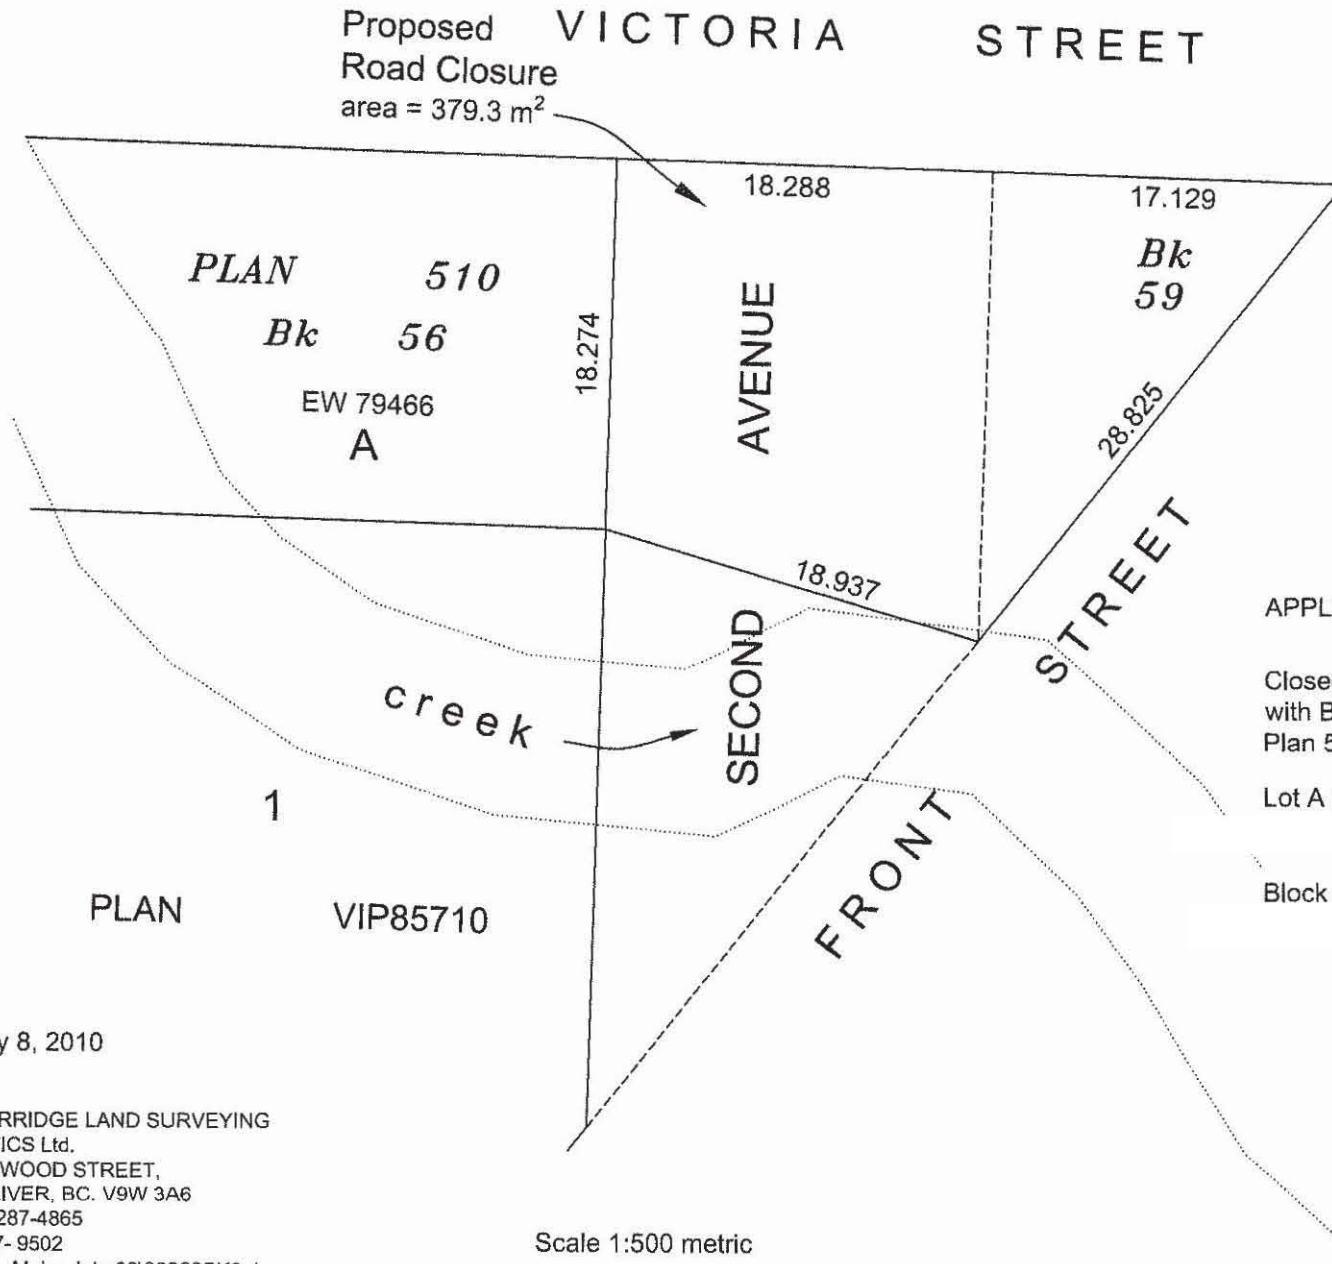 VICTORIA STREET
Proposed
Road Closure
area = 379.3 m²
18.288
17.129
PLAN 510
Bk
59
Bk 56
18.274
AVENUE
EW 79466
A
28.825
STREET
18.937
SECOND
creek
FRONT
1
PLAN VIP85710
APPL
Close
with B
Plan 5
Lot A
Block
y 8, 2010
RRIDGE LAND SURVEYING
ICS Ltd.
WOOD STREET,
IVER, BC. V9W 3A6
287-4865
7- 9502
Scale 1:500 metric